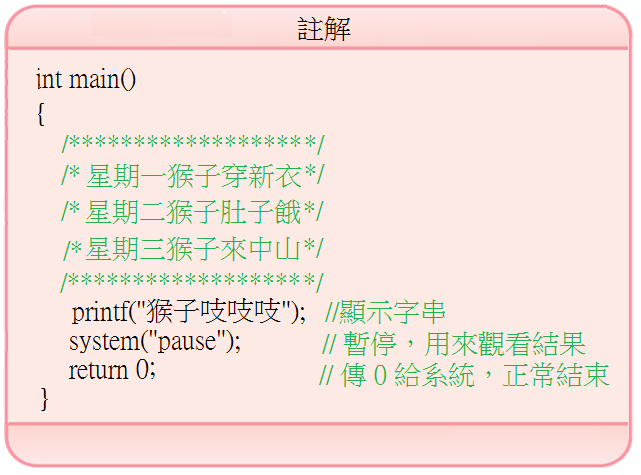 註解
int main()
{
/*******************/
/* 星期一猴子穿新衣*/
/* 星期二猴子肚子餓*/
/* 星期三猴子來中山*/
/********************/
printf("猴子吱吱吱"); //顯示字串
system("pause"); // 暫停，用來觀看結果
return 0; // 傳 0 給系統，正常結束
}